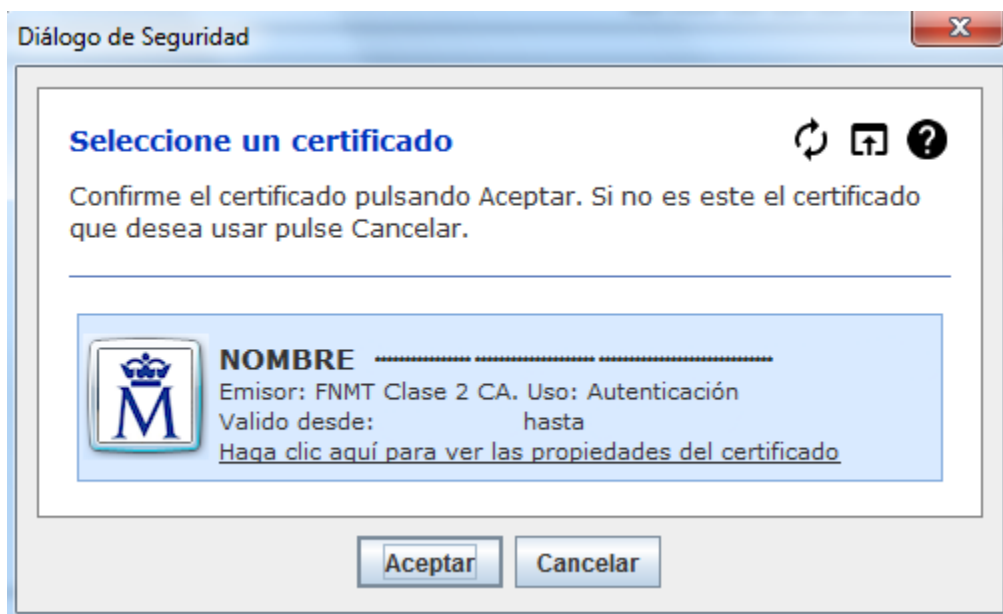 Diálogo de Seguridad
X
Seleccione un certificado
?
Confirme el certificado pulsando Aceptar. Si no es este el certificado
que desea usar pulse Cancelar.
M
NOMBRE
Emisor: FNMT Clase 2 CA. Uso: Autenticación
Valido desde: hasta
Haga clic aquí para ver las propiedades del certificado
Aceptar Cancelar